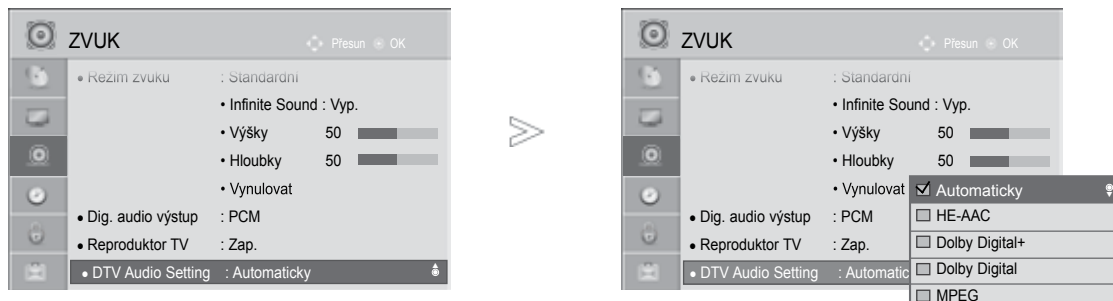 ZVUK
Přesun OK
• Režim zvuku : Standardní
• Infinite Sound : Vyp.
• Výšky 50
• Hloubky 50
• Vynulovat
• Dig. audio výstup : PCM
• Reproduktor TV : Zap.
• DTV Audio Setting : Automaticky
ZVUK
Přesun OK
• Režim zvuku : Standardní
• Infinite Sound : Vyp.
• Výšky 50
• Hloubky 50
• Vynulovat
• Dig. audio výstup : PCM
• Reproduktor TV : Zap.
• DTV Audio Setting : Automatic
Automaticky
HE-AAC
Dolby Digital+
Dolby Digital
MPEG